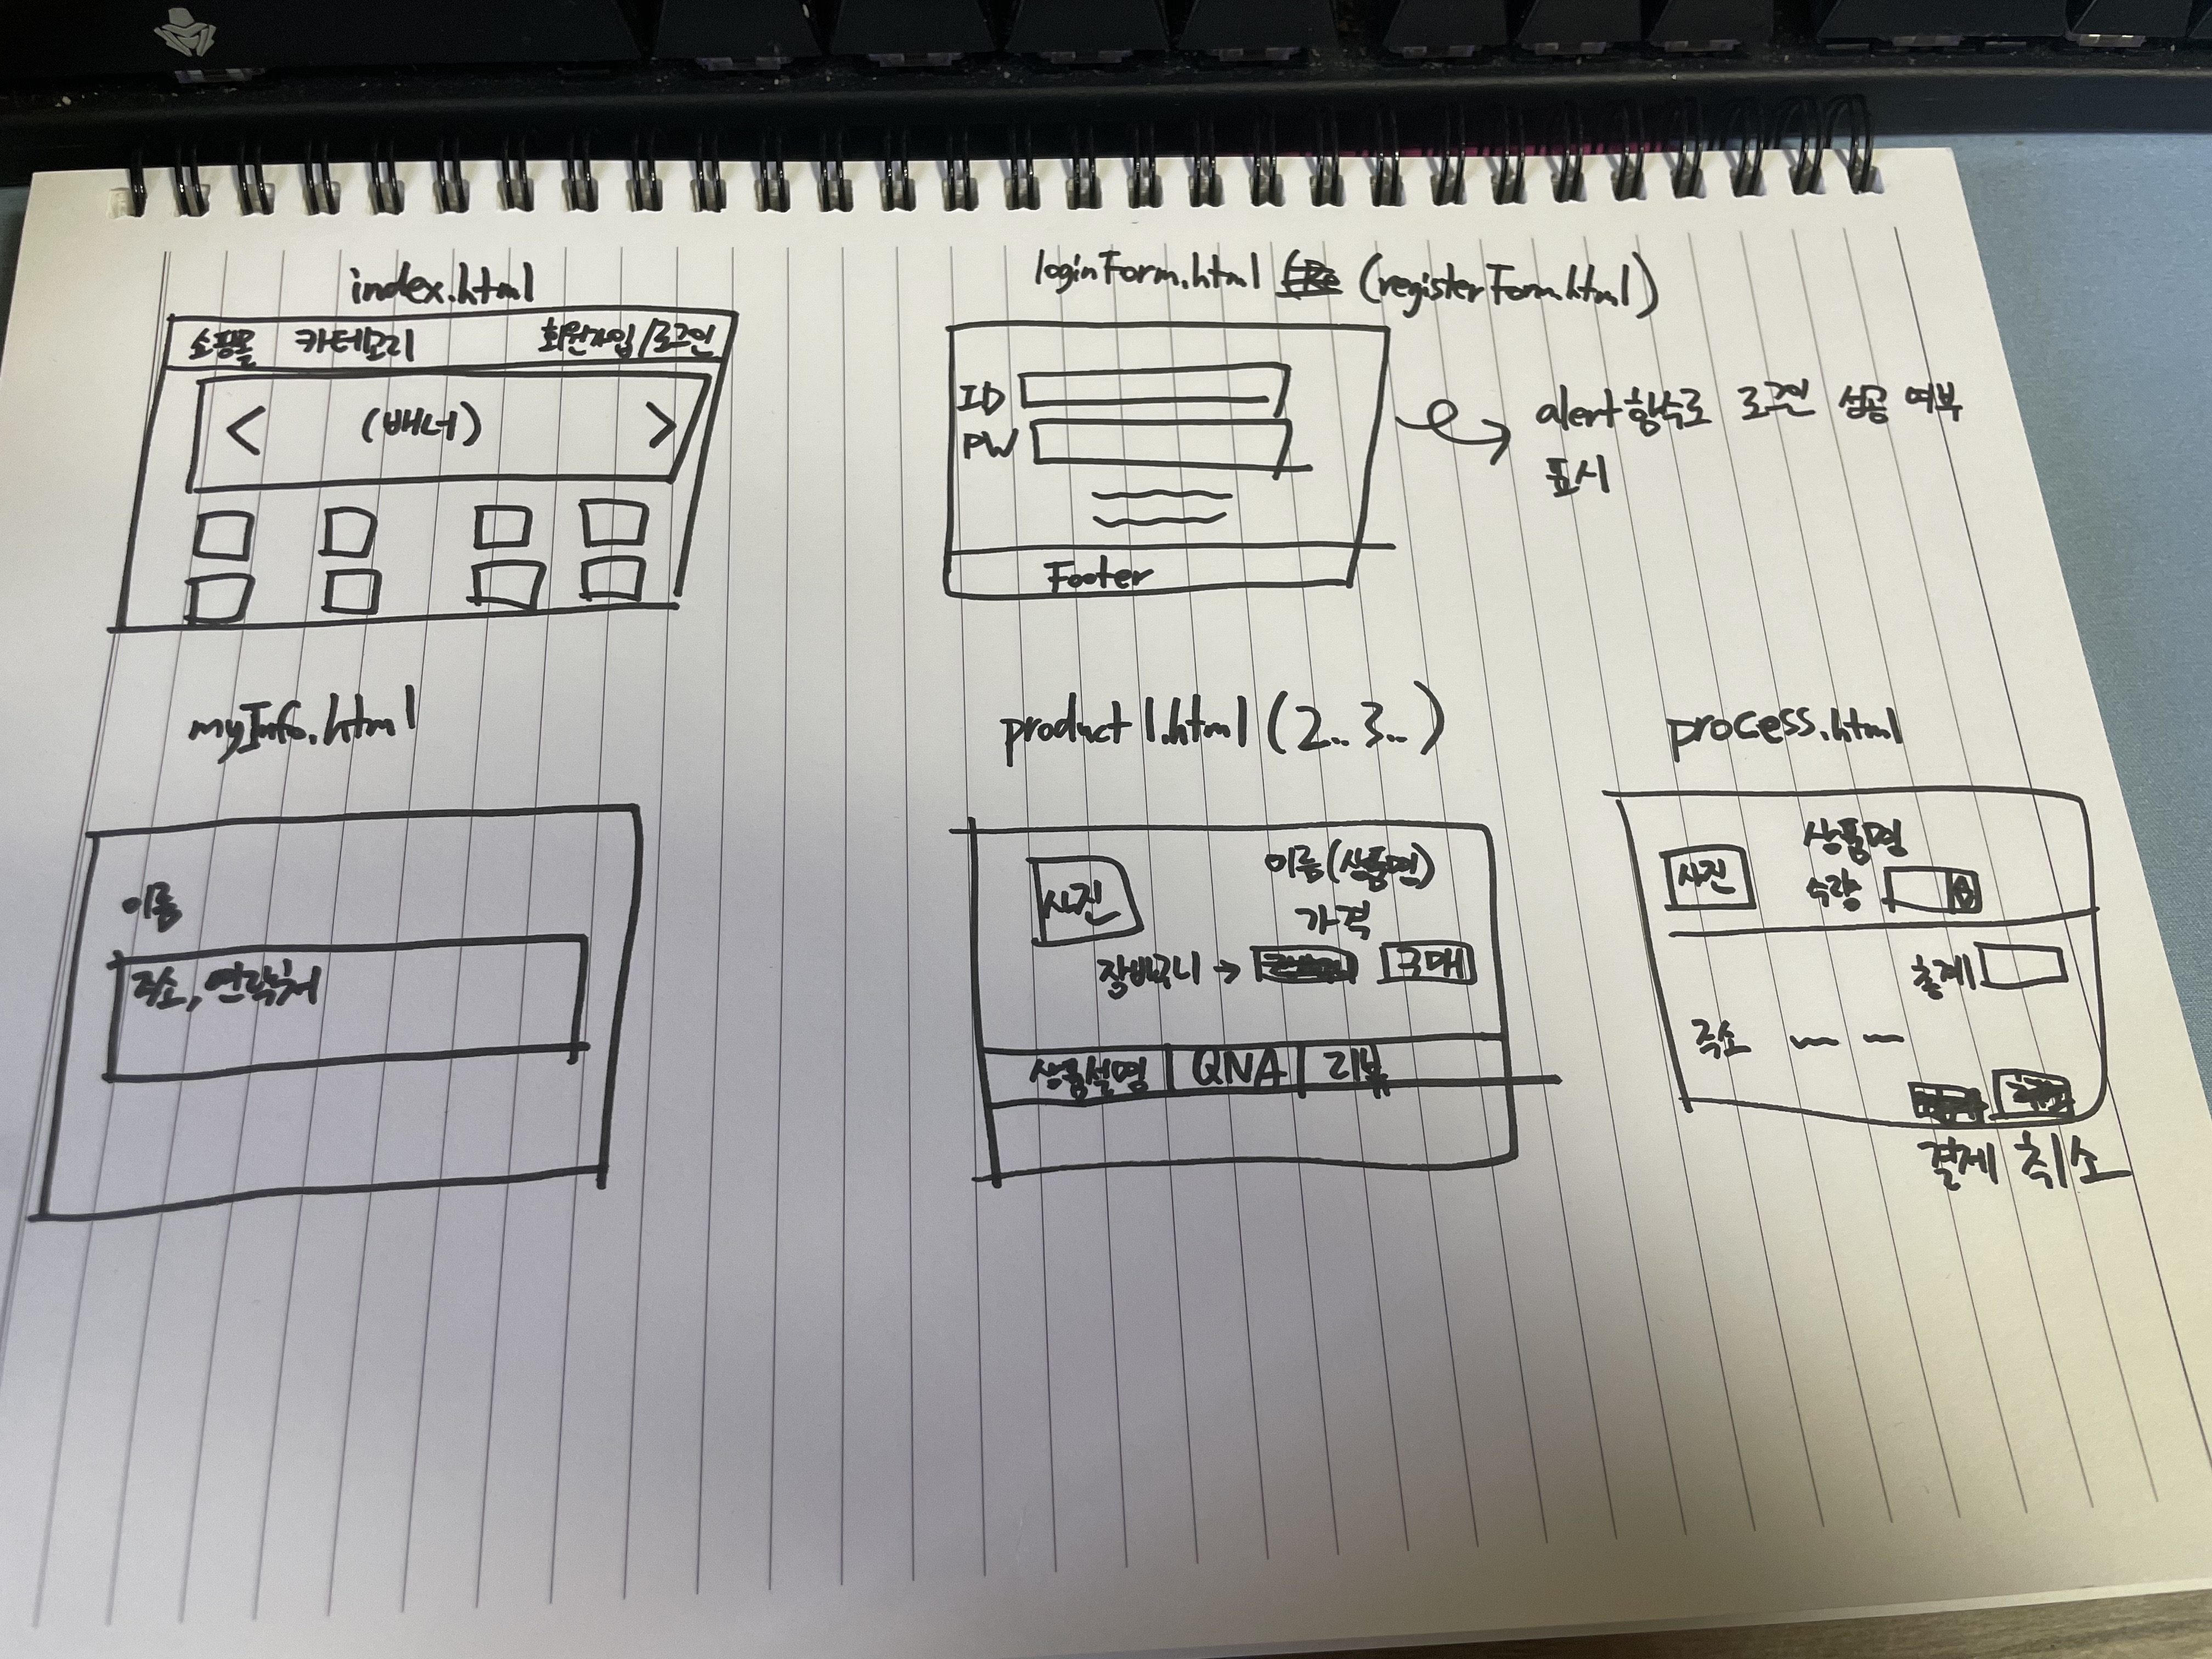 index.html
쇼핑몰 카테고리 회원가입/로그인
< (배너) >
loginForm.html (registerForm.html)
ID
PW
Footer
alert 함수로 로그인 성공 여부
표시
myInfo.html
이름
주소, 연락처
product 1.html (2.. 3..)
사진
이름(상품명)
가격
장바구니 → 구매
상품설명 QNA 리뷰
process.html
사진
상품명
수량
총계
주소
결제 취소